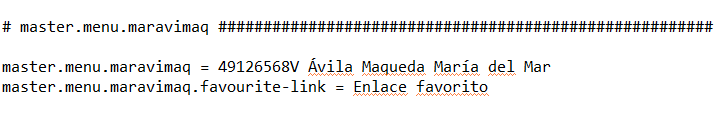 # master.menu.maravimaq ######################################################
master.menu.maravimaq = 49126568V Ávila Maqueda María del Mar
master.menu.maravimaq.favourite-link = Enlace favorito